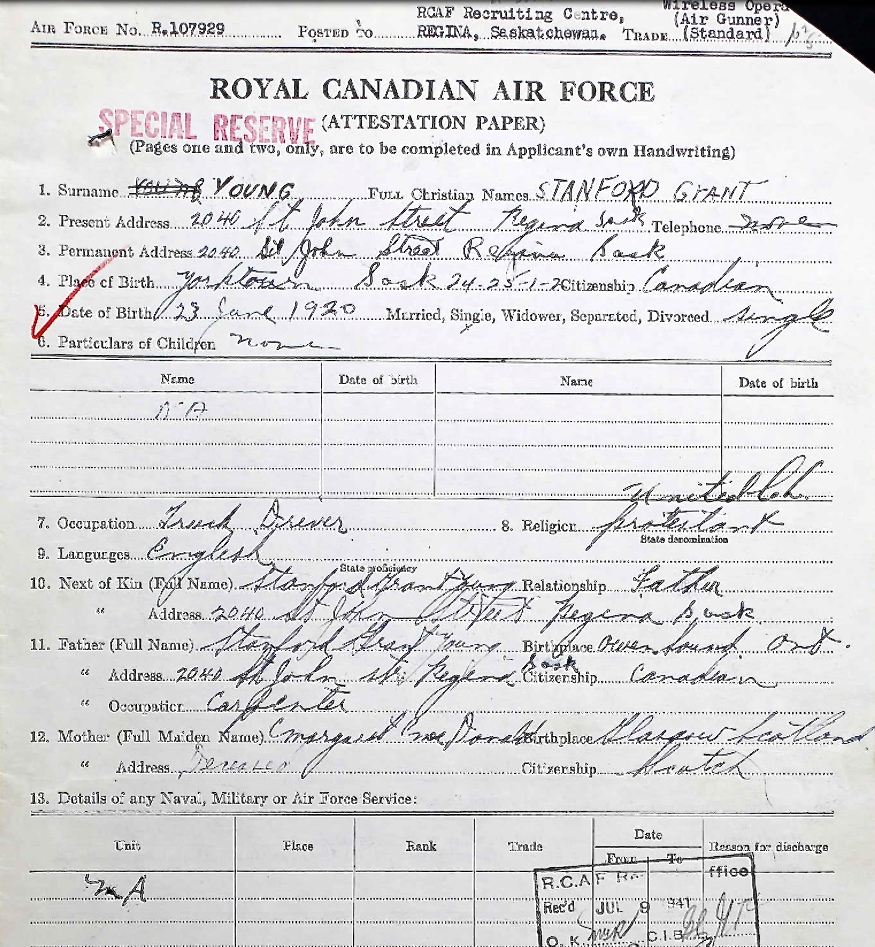 RCAF Recruiting Centre, Wireless Opera
AIR FORCE No. R.107929 POSTED TO REGINA, Saskatchewan. TRADE (Air Gunner) (Standard)
ROYAL CANADIAN AIR FORCE
SPECIAL RESERVE (ATTESTATION PAPER)
(Pages one and two, only, are to be completed in Applicant's own Handwriting)
1. Surname YOUNG FULL Christian Names STANFORD GRANT
2. Present Address 2040 St John Street Regina Sask Telephone none
3. Permanent Address 2040 St John Street Regina Sask
4. Place of Birth Yorktown Sask 24-25-1-2 Citizenship Canadian
5. Date of Birth 23 June 1920 Married, Single, Widower, Separated, Divorced single
6. Particulars of Children none
Name Date of birth Name Date of birth
NA
United Ch.
7. Occupation Truck Driver 8. Religion protestant
State denomination
9. Languages English
State proficiency
10. Next of Kin (Full Name) Stanford Grant Young Relationship Father
" Address 2040 St John Street Regina Sask
11. Father (Full Name) Stanford Grant Young Birthplace Owen Sound Ont.
" Address 2040 St John st. Regina Sask Citizenship Canadian
" Occupation Carpenter
12. Mother (Full Maiden Name) Margaret McDonald Birthplace Glasgow Scotland
" Address Deceased Citizenship Scotch
13. Details of any Naval, Military or Air Force Service:
Unit Place Rank Trade Date Reason for discharge
From To
NA
R.C.A.F. ffice
Rec'd JUL 9 1941
O.K. C.I.B.